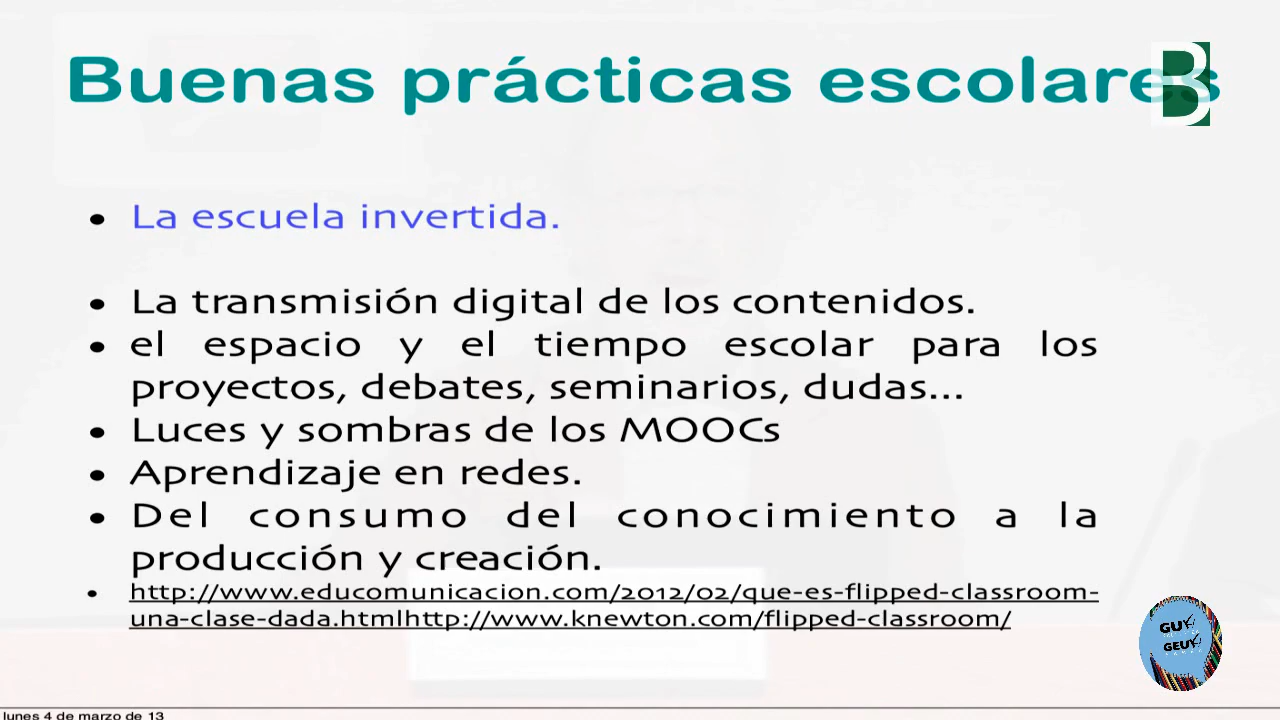 Buenas prácticas escolares
B
• La escuela invertida.
• La transmisión digital de los contenidos.
• el espacio y el tiempo escolar para los
proyectos, debates, seminarios, dudas...
• Luces y sombras de los MOOCs
• Aprendizaje en redes.
• Del consumo del conocimiento a la
producción y creación.
• http://www.educomunicacion.com/2012/02/que-es-flipped-classroom-
una-clase-dada.htmlhttp://www.knewton.com/flipped-classroom/
GUY
GEUY
lunes 4 de marzo de 13